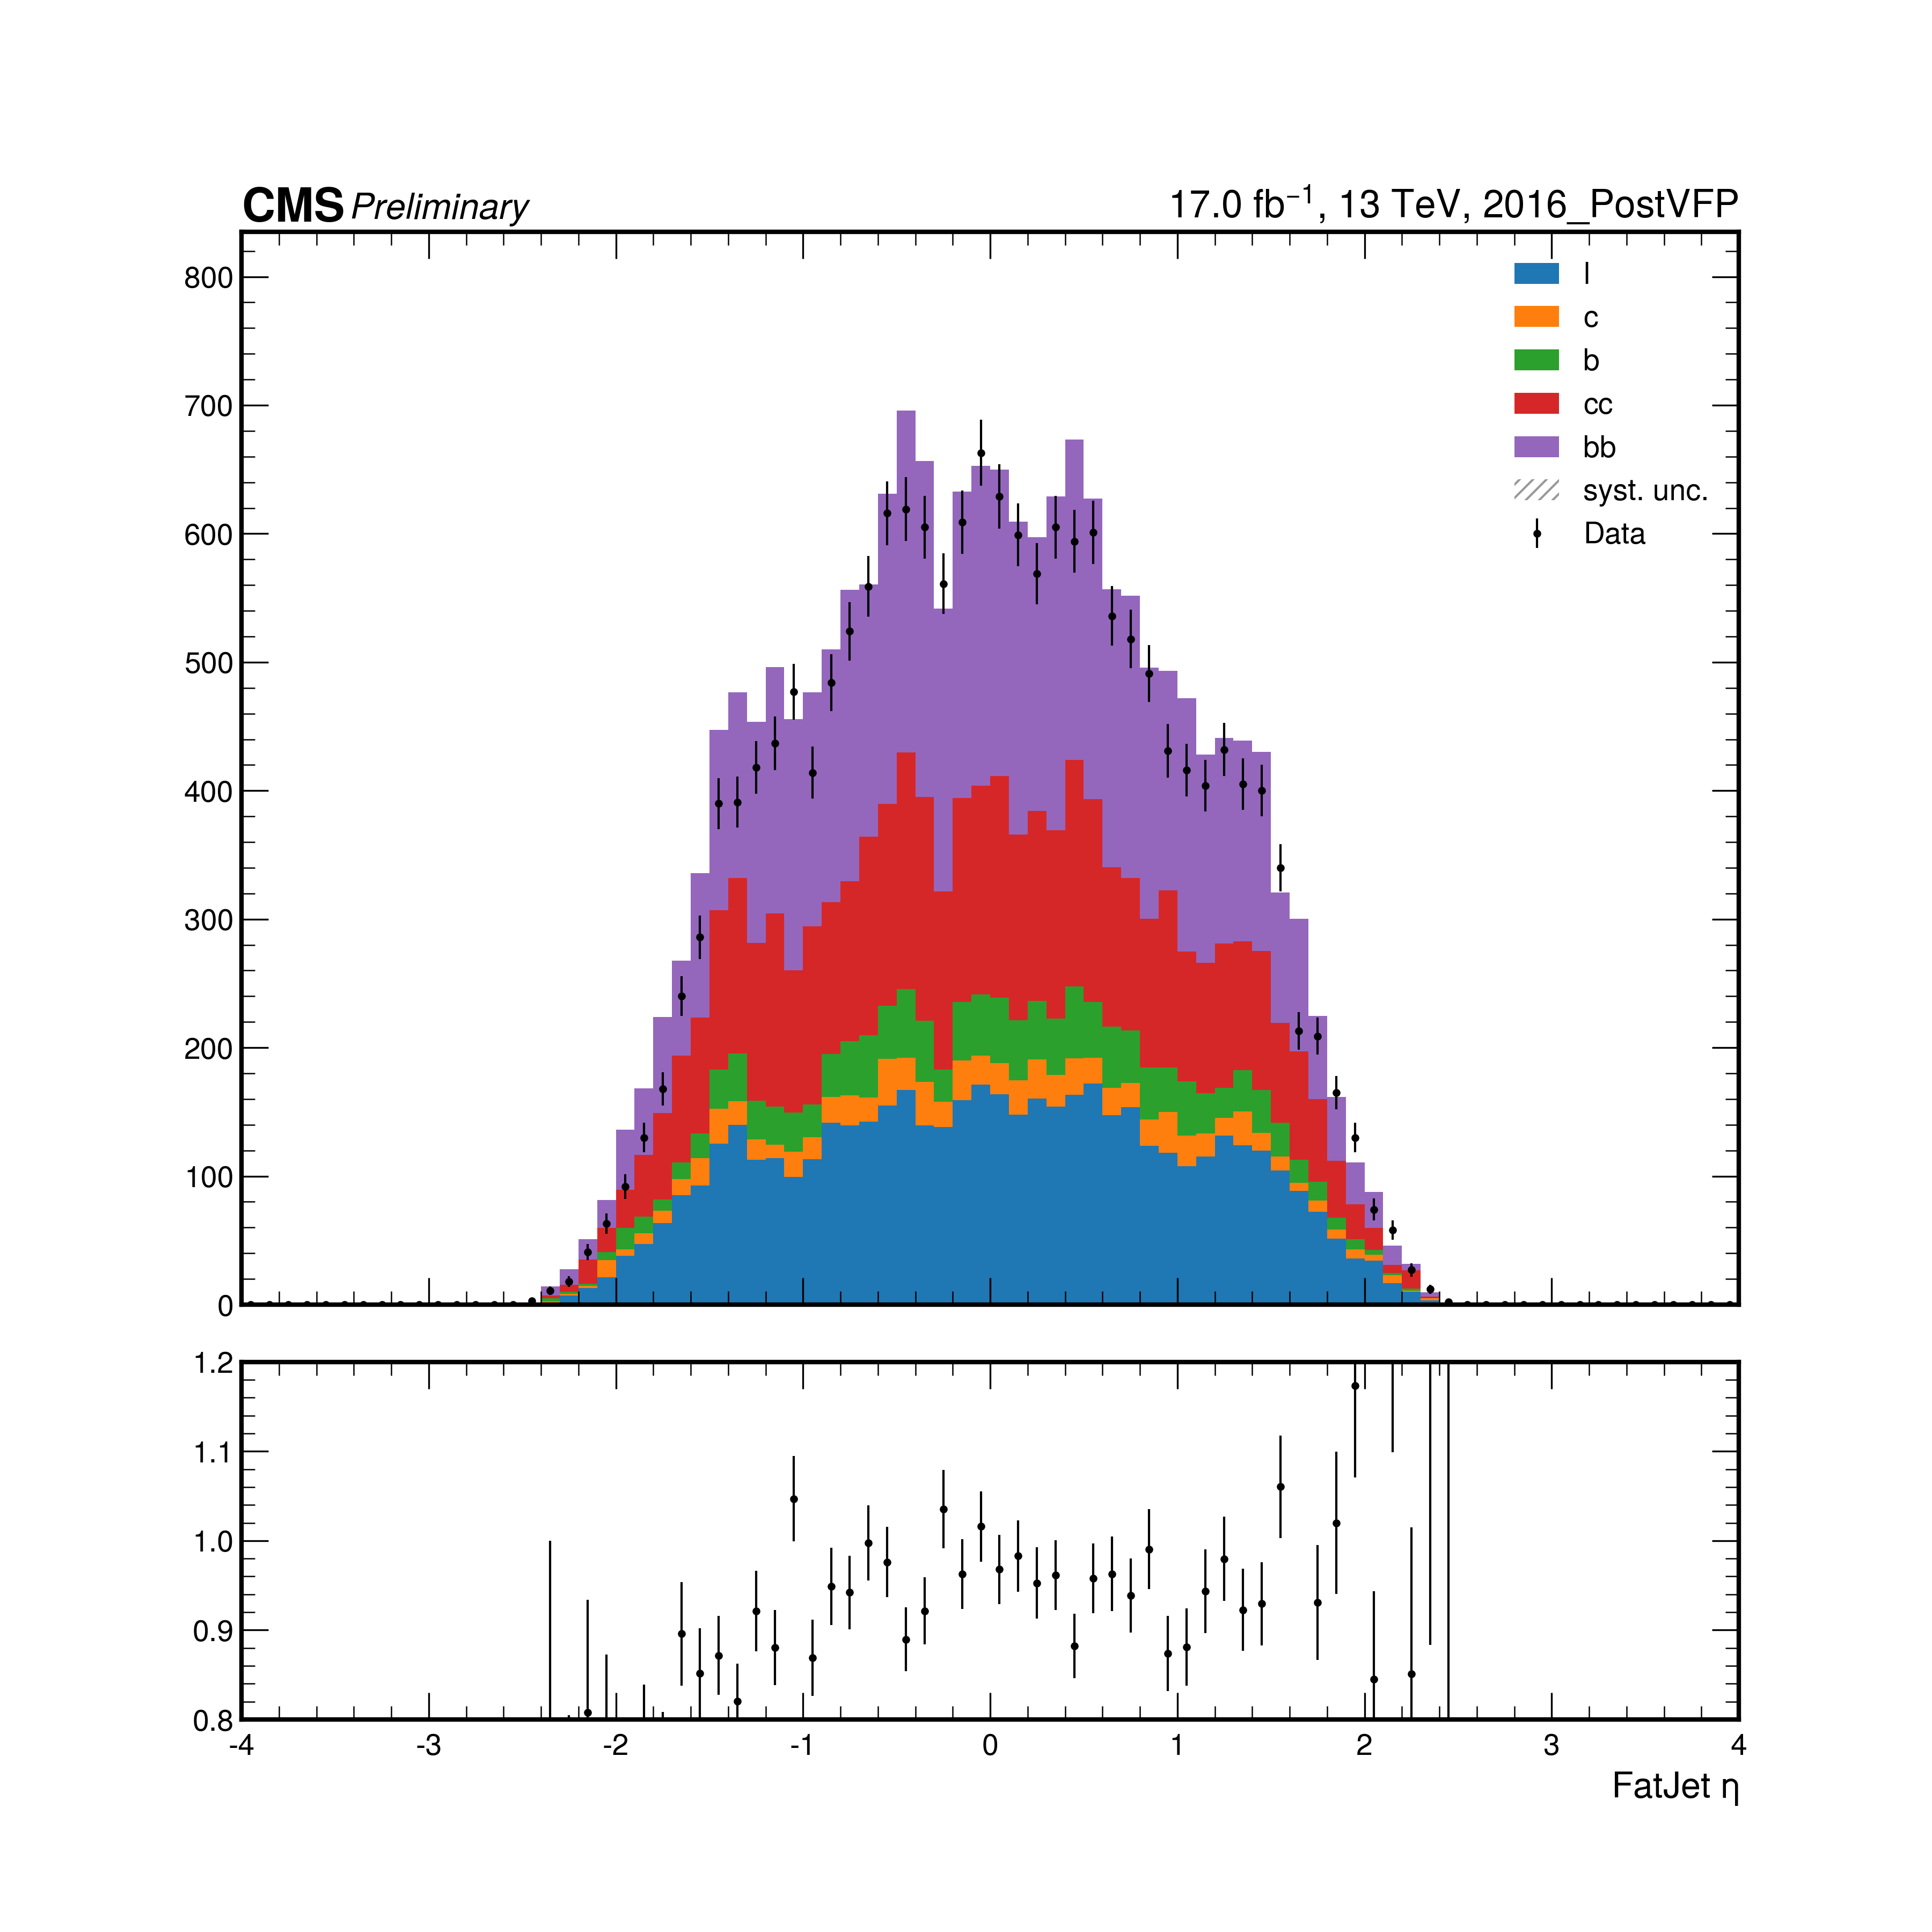 CMS Preliminary
17.0 fb⁻¹, 13 TeV, 2016_PostVFP
800
700
600
500
400
300
200
100
0
l
c
b
cc
bb
syst. unc.
Data
1.2
1.1
1.0
0.9
0.8
-4 -3 -2 -1 0 1 2 3 4
FatJet η